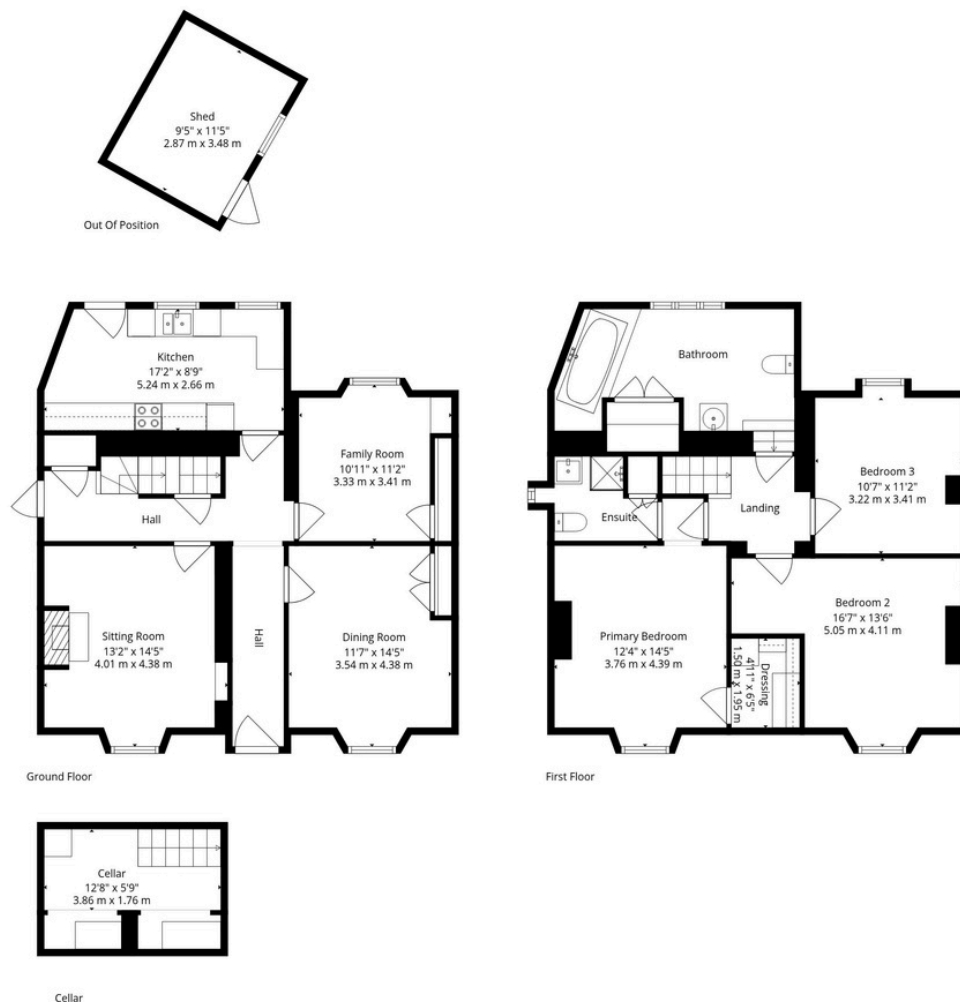 Shed
9'5" x 11'5"
2.87 m x 3.48 m
Out Of Position
Kitchen
17'2" x 8'9"
5.24 m x 2.66 m
Family Room
10'11" x 11'2"
3.33 m x 3.41 m
Hall
Sitting Room
13'2" x 14'5"
4.01 m x 4.38 m
Hall
Dining Room
11'7" x 14'5"
3.54 m x 4.38 m
Ground Floor
Bathroom
Bedroom 3
10'7" x 11'2"
3.22 m x 3.41 m
Ensuite
Landing
Primary Bedroom
12'4" x 14'5"
3.76 m x 4.39 m
Bedroom 2
16'7" x 13'6"
5.05 m x 4.11 m
Dressing
4'11" x 6'5"
1.50 m x 1.95 m
First Floor
Cellar
12'8" x 5'9"
3.86 m x 1.76 m
Cellar